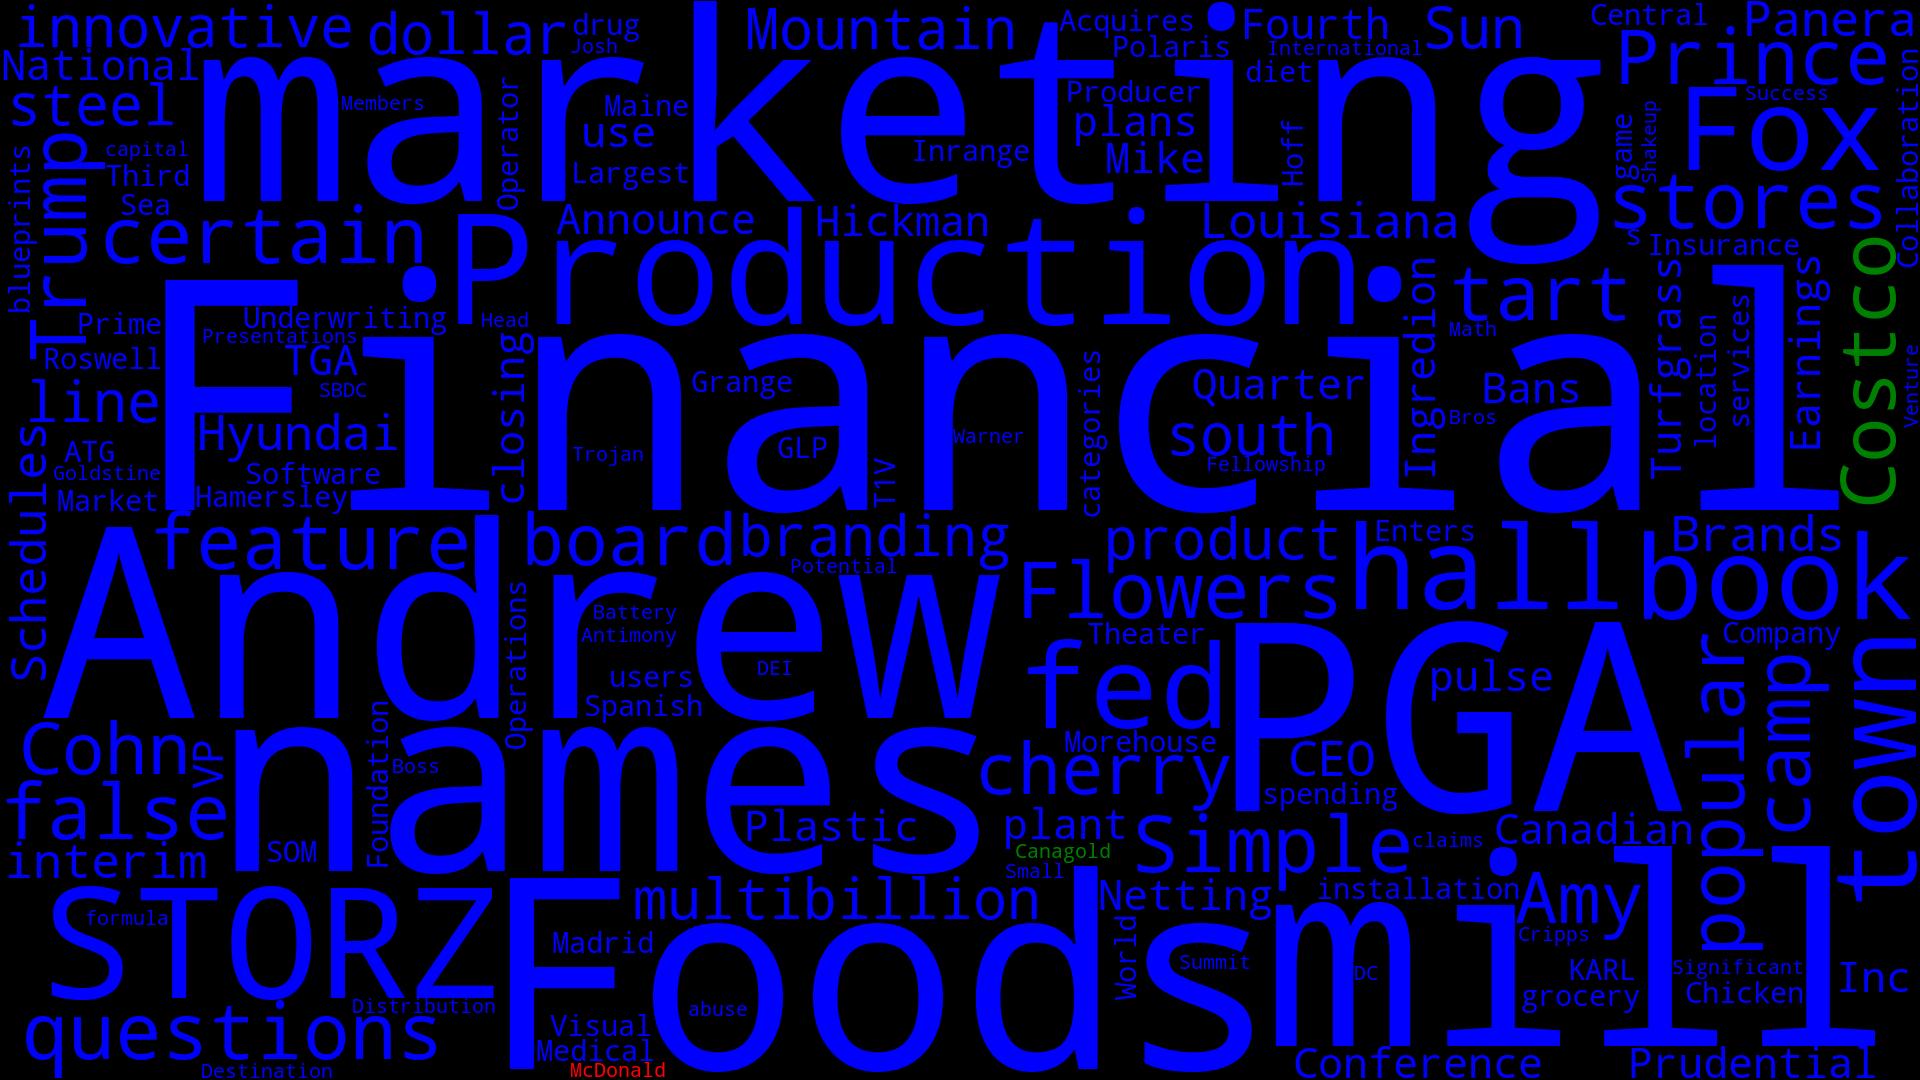 innovative
dollar
drug
Josh
Mountain
Acquires
Polaris
Fourth
International
Sun
Central
Panera
National
steel
marketing
Members
Operator
Maine
use
Largest
Inrange
Producer
plans
Mike
diet
Hoff
game
Shakeup
Prince
Success
Fox
Collaboration
blueprints
Trump
capital
Third
Sea
certain
Production
Announce
Hickman
Louisiana
stores
s
Insurance
Costco
Prime
Roswell
line
Financial
Underwriting
Presentations
TGA
SBDC
Hyundai
Software
Hamersley
Head
closing
Grange
Trojan
GLP
T1V
Warner
categories
Quarter
south
Fellowship
Ingredion
tart
Math
Bans
Bros
Turfgrass
location
services
Earnings
Venture
ATG
Goldstine
Market
Schedules
feature
board
branding
Potential
product
Flowers
hall
Enters
Brands
book
Andrew
Operations
Battery
Antimony
users
Spanish
DEI
Theater
fed
PGA
pulse
Company
popular
camp
town
Cohn
VP
false
interim
names
SOM
Foundation
Boss
Morehouse
cherry
CEO
spending
Plastic
plant
Canagold
Small
Simple
claims
Canadian
STORZ
formula
Foods
multibillion
Netting
installation
mill
Amy
Cripps
Madrid
World
Summit
DC
KARL
grocery
Significant
Chicken
Inc
questions
Distribution
Destination
Visual
Medical
McDonald
abuse
Conference
Prudential